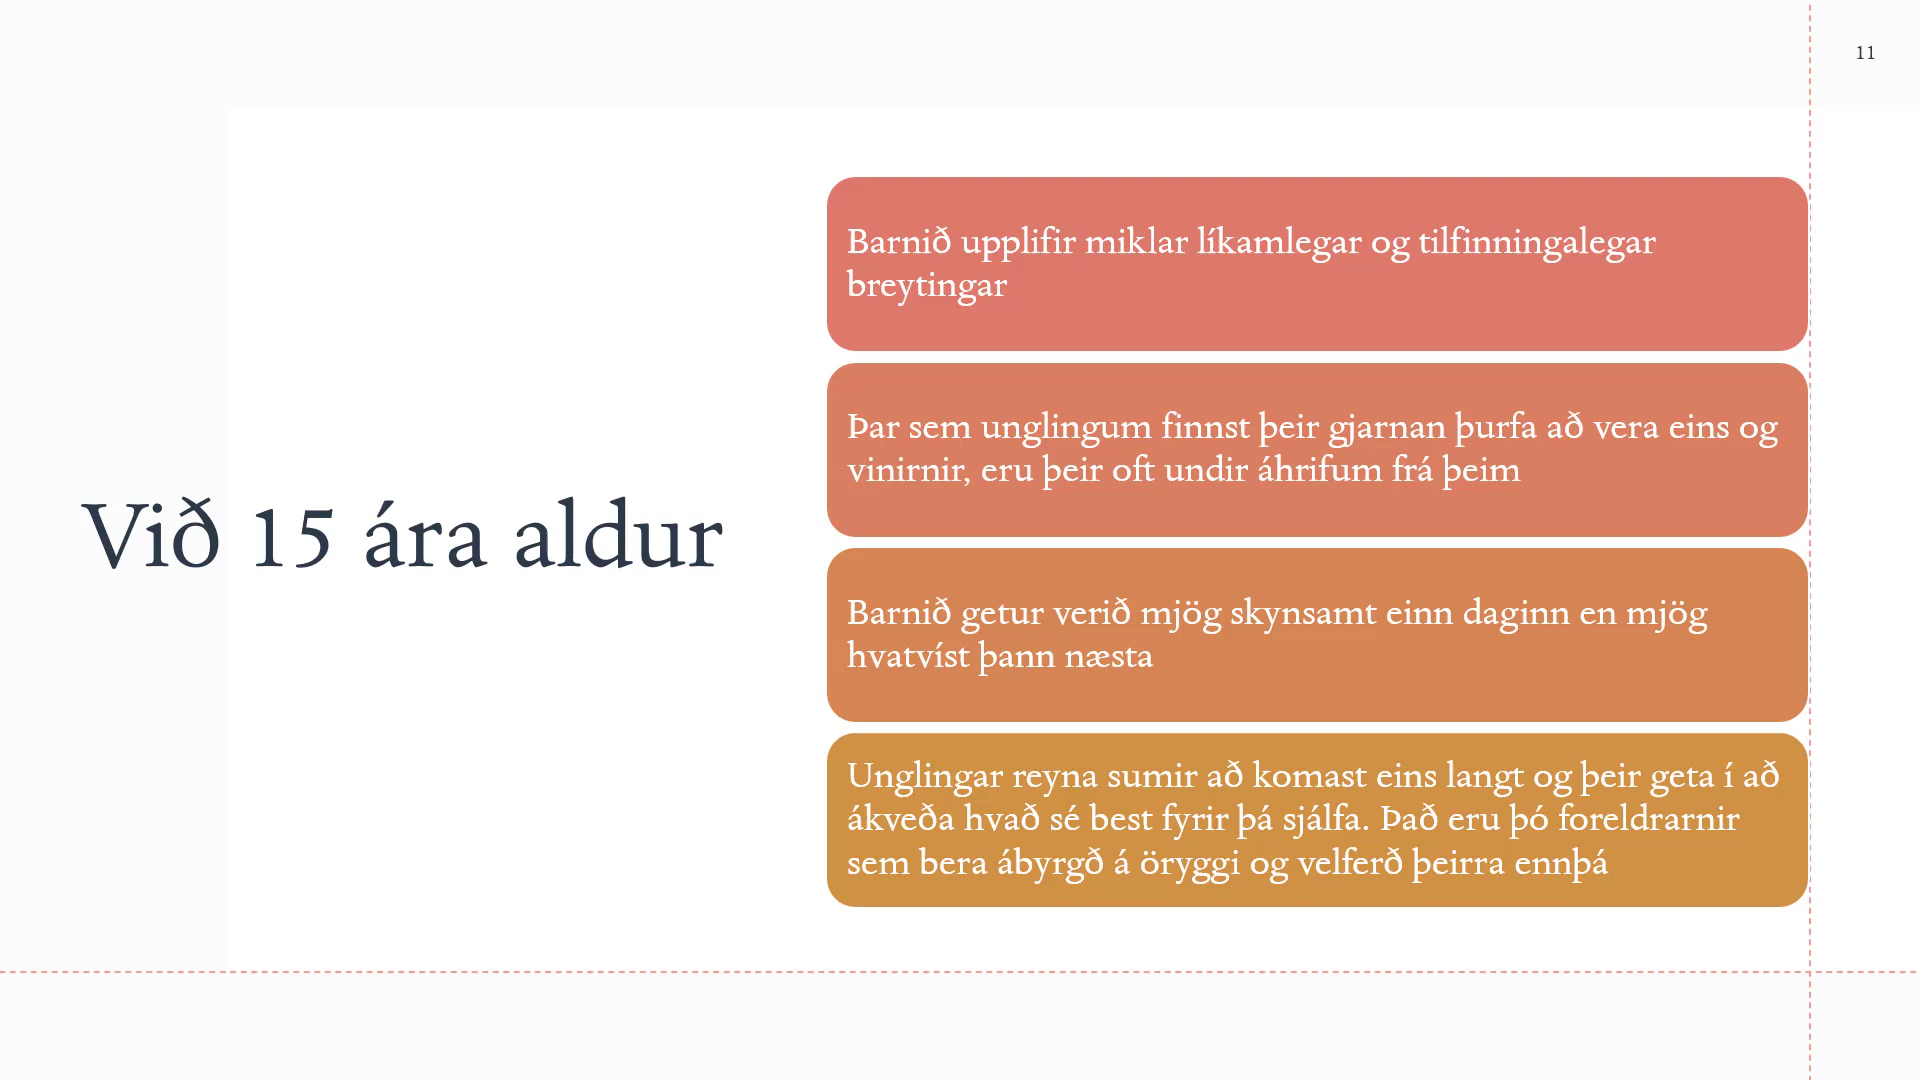 11
Við 15 ára aldur
Barnið upplifir miklar líkamlegar og tilfinningalegar
breytingar
Þar sem unglingum finnst þeir gjarnan þurfa að vera eins og
vinirnir, eru þeir oft undir áhrifum frá þeim
Barnið getur verið mjög skynsamt einn daginn en mjög
hvatvíst þann næsta
Unglingar reyna sumir að komast eins langt og þeir geta í að
ákveða hvað sé best fyrir þá sjálfa. Það eru þó foreldrarnir
sem bera ábyrgð á öryggi og velferð þeirra ennþá